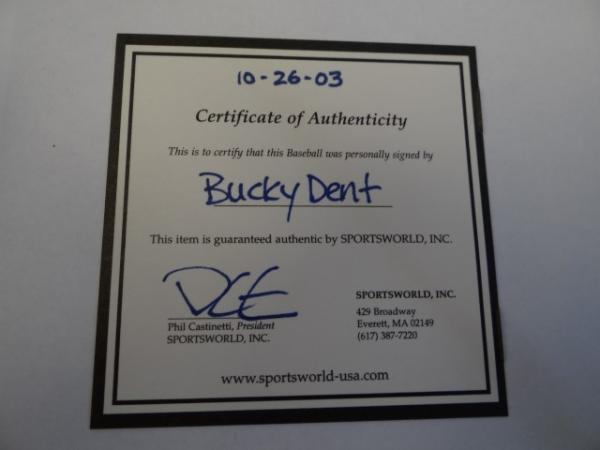 10-26-03
Certificate of Authenticity
This is to certify that this Baseball was personally signed by
Bucky Dent
This item is guaranteed authentic by SPORTSWORLD, INC.
Phil Castinetti, President
SPORTSWORLD, INC.
SPORTSWORLD, INC.
429 Broadway
Everett, MA 02149
(617) 387-7220
www.sportsworld-usa.com